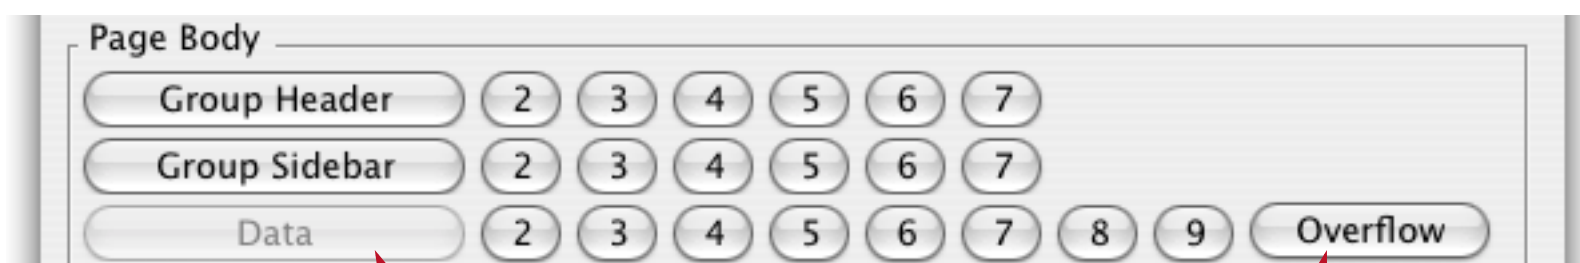 Page Body
Group Header 2 3 4 5 6 7
Group Sidebar 2 3 4 5 6 7
Data 2 3 4 5 6 7 8 9 Overflow